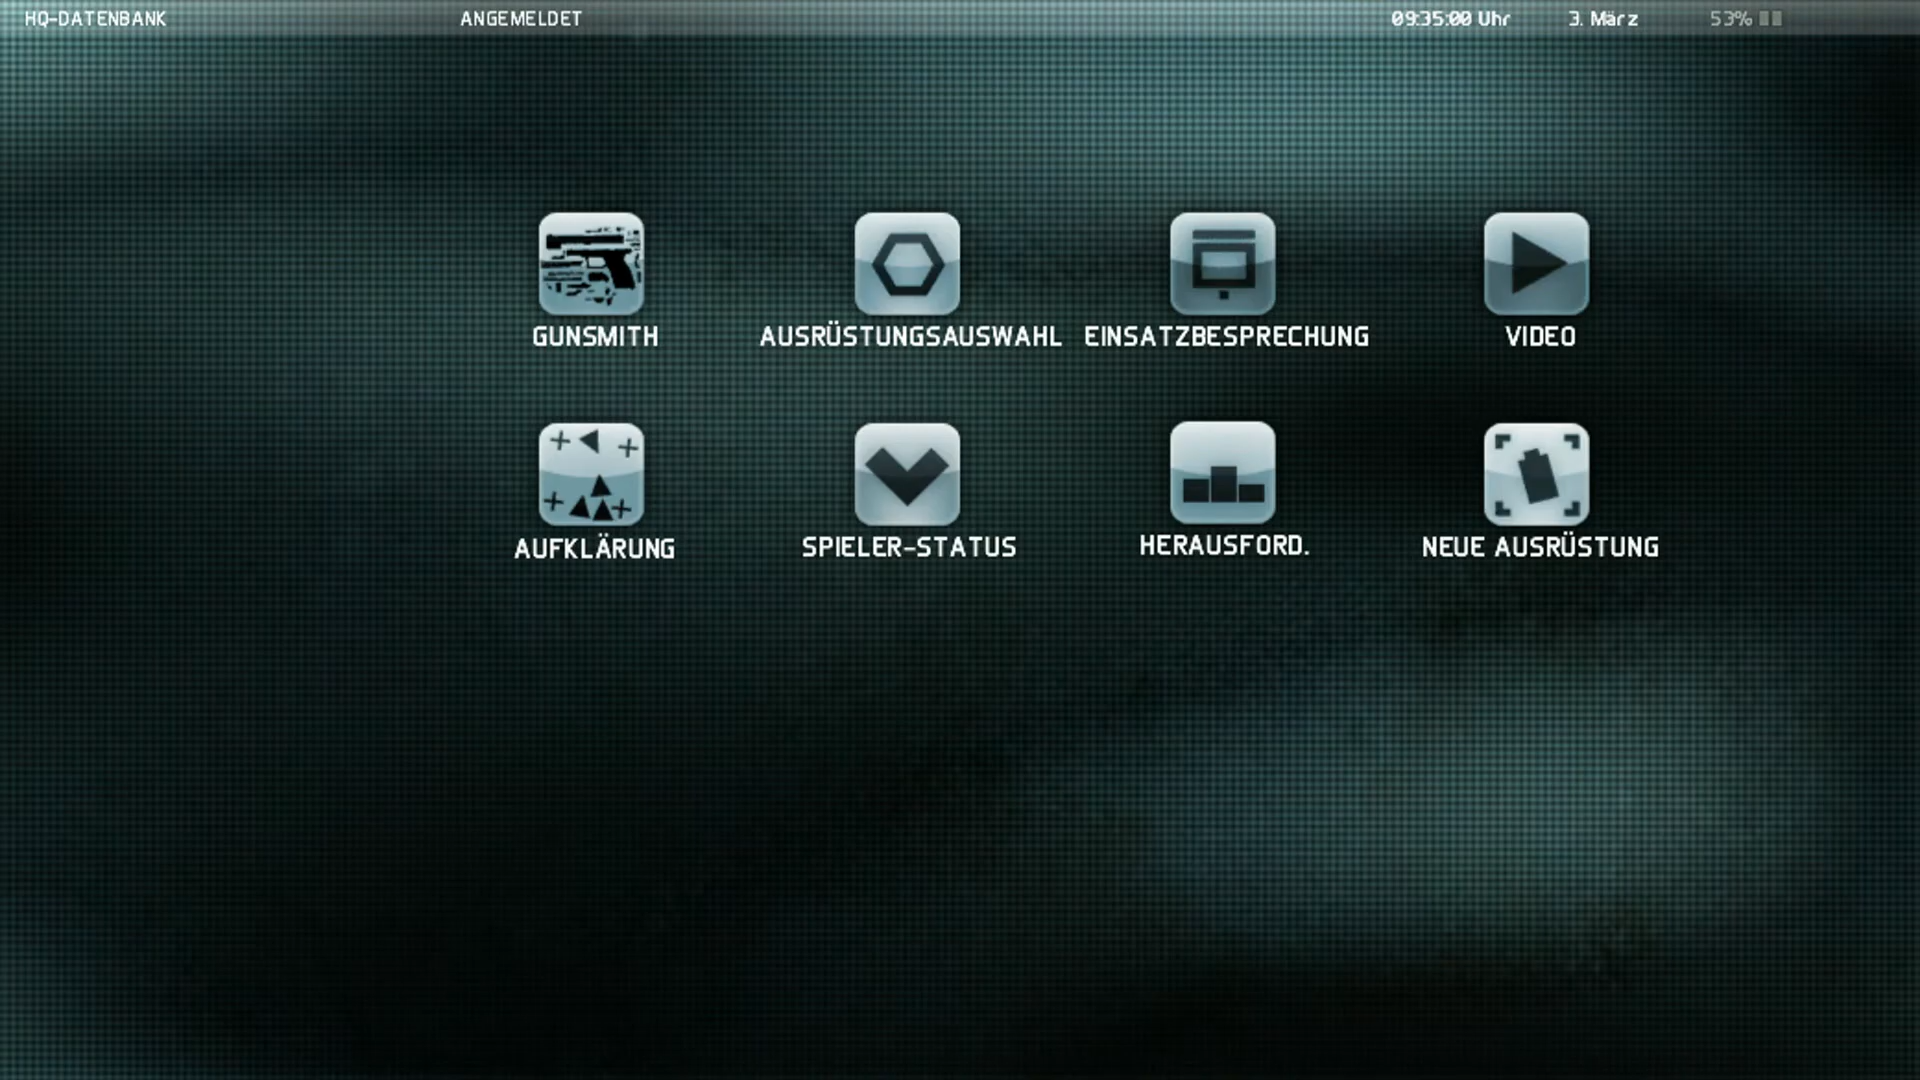 HQ-DATENBANK ANGEMELDET 09:35:00 Uhr 3. März 53%
GUNSMITH AUSRÜSTUNGSAUSWAHL EINSATZBESPRECHUNG VIDEO
AUFKLÄRUNG SPIELER-STATUS HERAUSFORD. NEUE AUSRÜSTUNG